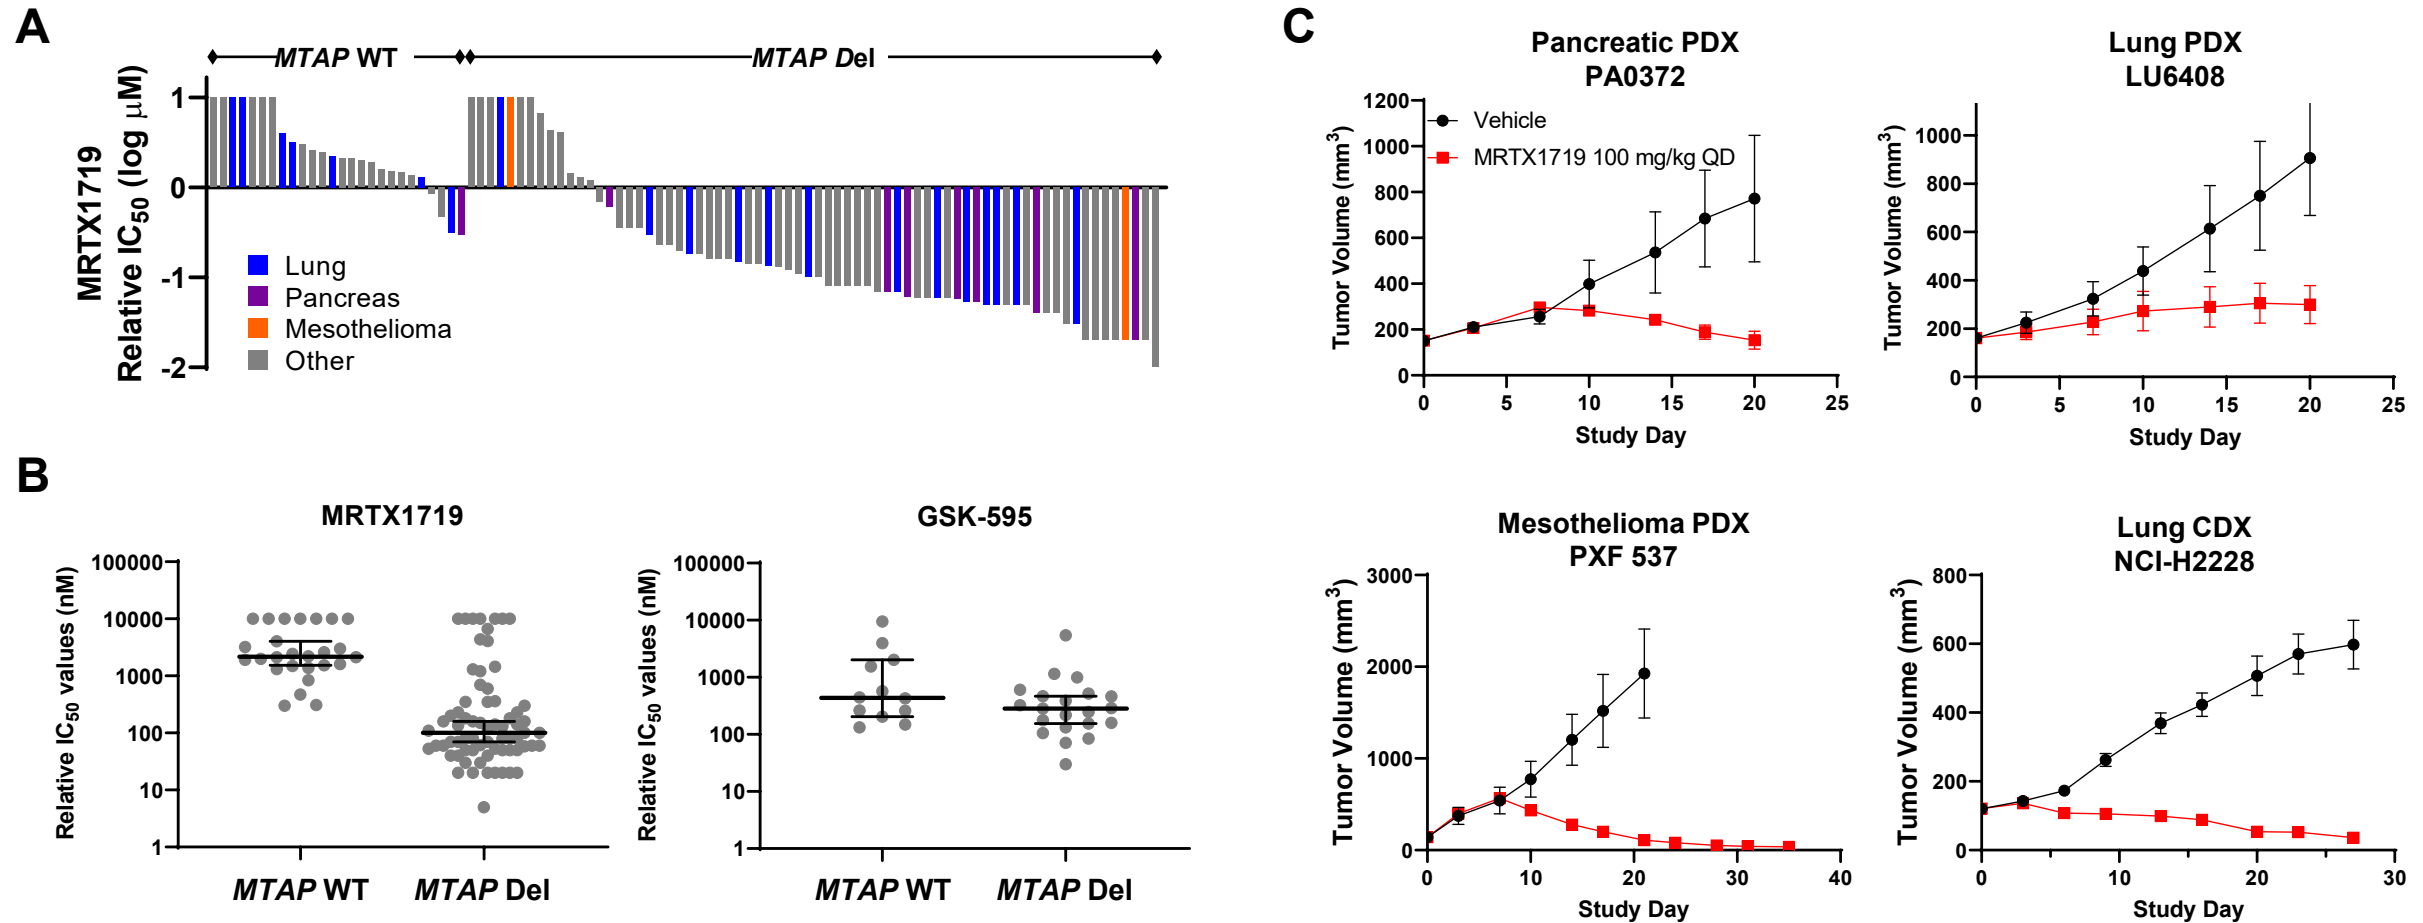 A
MTAP WT
MTAP Del
MRTX1719
Relative IC50 (log μM)
1
0
-1
-2
Lung
Pancreas
Mesothelioma
Other
B
MRTX1719
Relative IC50 values (nM)
100000
10000
1000
100
10
1
MTAP WT
MTAP Del
GSK-595
Relative IC50 values (nM)
100000
10000
1000
100
10
1
MTAP WT
MTAP Del
C
Pancreatic PDX
PA0372
Vehicle
MRTX1719 100 mg/kg QD
Tumor Volume (mm3)
1200
1000
800
600
400
200
0
0 5 10 15 20 25
Study Day
Lung PDX
LU6408
Tumor Volume (mm3)
1000
800
600
400
200
0
0 5 10 15 20 25
Study Day
Mesothelioma PDX
PXF 537
Tumor Volume (mm3)
3000
2000
1000
0
0 10 20 30 40
Study Day
Lung CDX
NCI-H2228
Tumor Volume (mm3)
800
600
400
200
0
0 10 20 30
Study Day